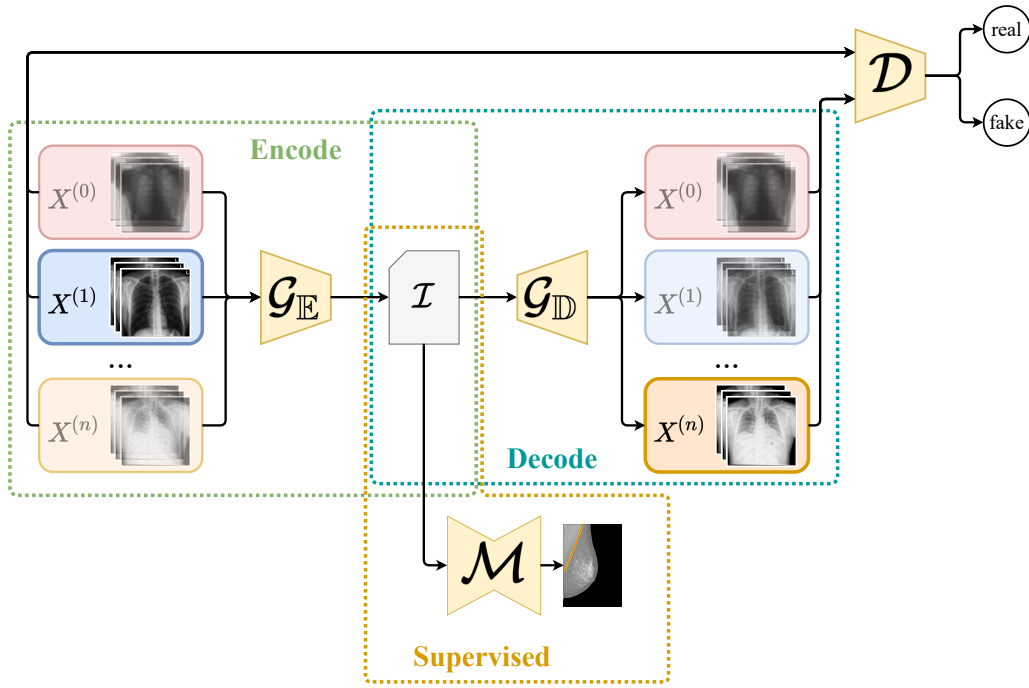 real
𝒟
fake
Encode
X^{(0)}
X^{(0)}
X^{(1)}
𝒢_𝔼
ℐ
𝒢_𝔻
X^{(1)}
...
...
X^{(n)}
X^{(n)}
Decode
ℳ
Supervised